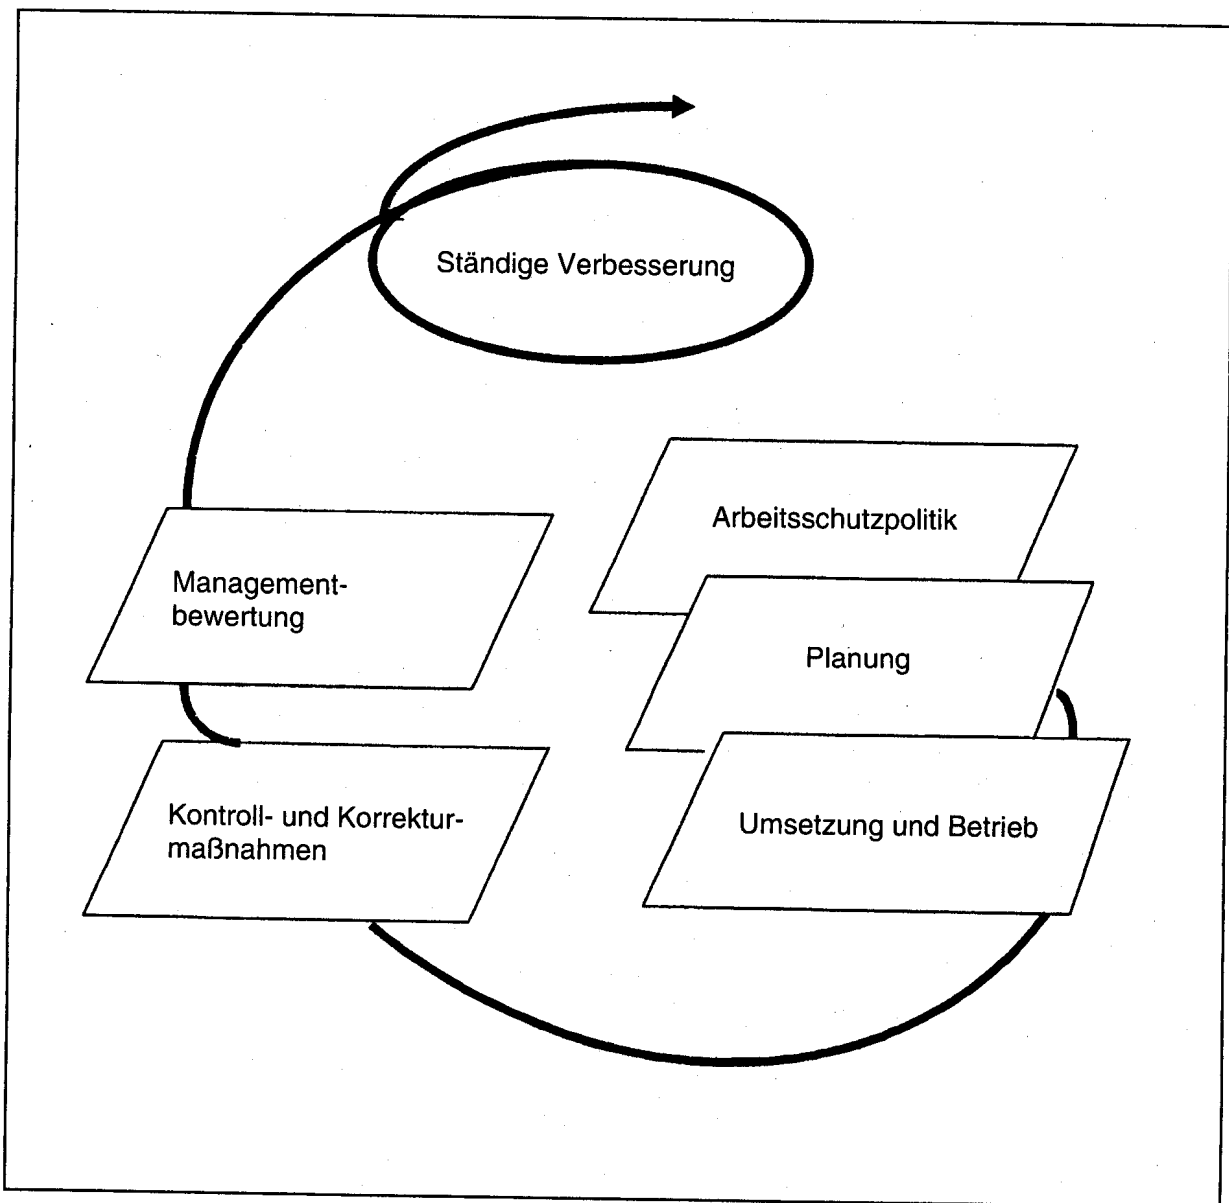 Ständige Verbesserung
Arbeitsschutzpolitik
Management-
bewertung
Planung
Kontroll- und Korrektur-
maßnahmen
Umsetzung und Betrieb